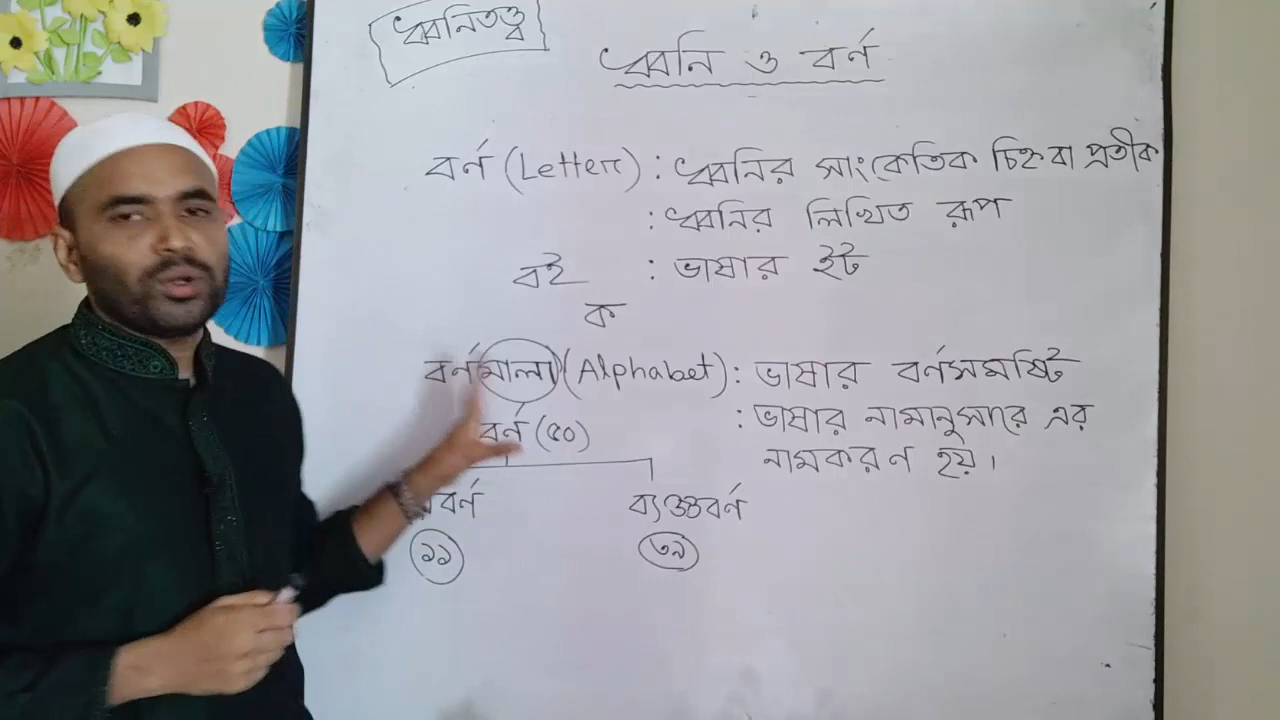 ধ্বনিতত্ত্ব
ধ্বনি ও বর্ণ
বর্ণ (Letter) : ধ্বনির সাংকেতিক চিহ্ন বা প্রতীক
: ধ্বনির লিখিত রূপ
বই : ভাষার ইট
ক
বর্ণমালা (Alphabet) : ভাষার বর্ণসমষ্টি
: ভাষার নামানুসারে এর
বর্ণ (৫০) নামকরণ হয়।
বর্ণ ব্যঞ্জবর্ণ
১১ ৩৯